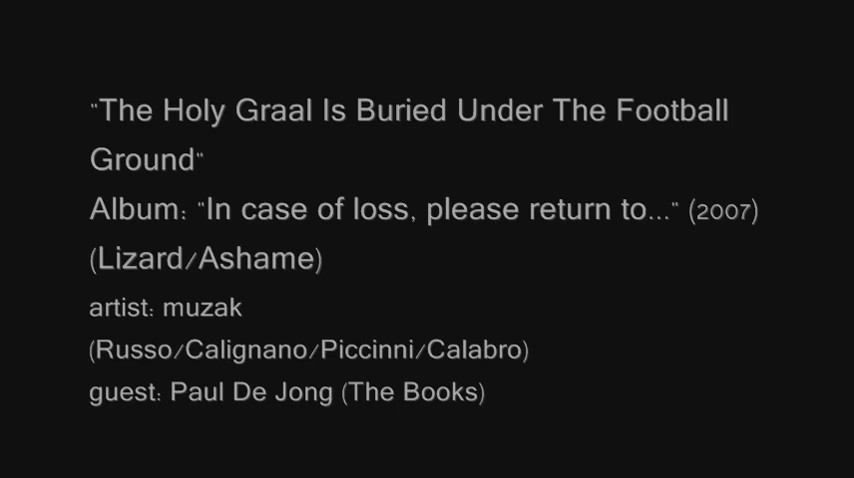 "The Holy Graal Is Buried Under The Football
Ground"
Album: "In case of loss, please return to..." (2007)
(Lizard/Ashame)
artist: muzak
(Russo/Calignano/Piccinni/Calabro)
guest: Paul De Jong (The Books)